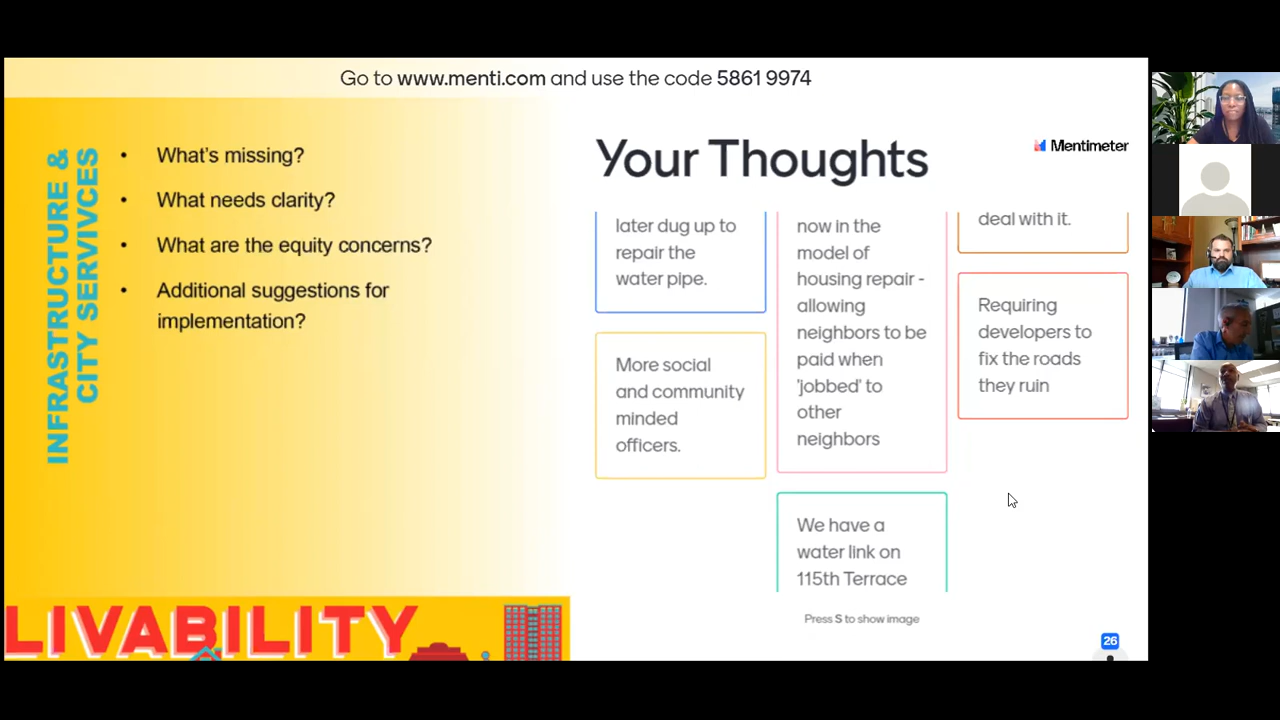 Go to www.menti.com and use the code 5861 9974
INFRASTRUCTURE &
CITY SERIVCES
• What's missing?
• What needs clarity?
• What are the equity concerns?
• Additional suggestions for
implementation?
LIVABILITY
Your Thoughts
Mentimeter
later dug up to
repair the
water pipe.
More social
and community
minded
officers.
now in the
model of
housing repair -
allowing
neighbors to be
paid when
'jobbed' to
other
neighbors
We have a
water link on
115th Terrace
deal with it.
Requiring
developers to
fix the roads
they ruin
Press S to show image
26